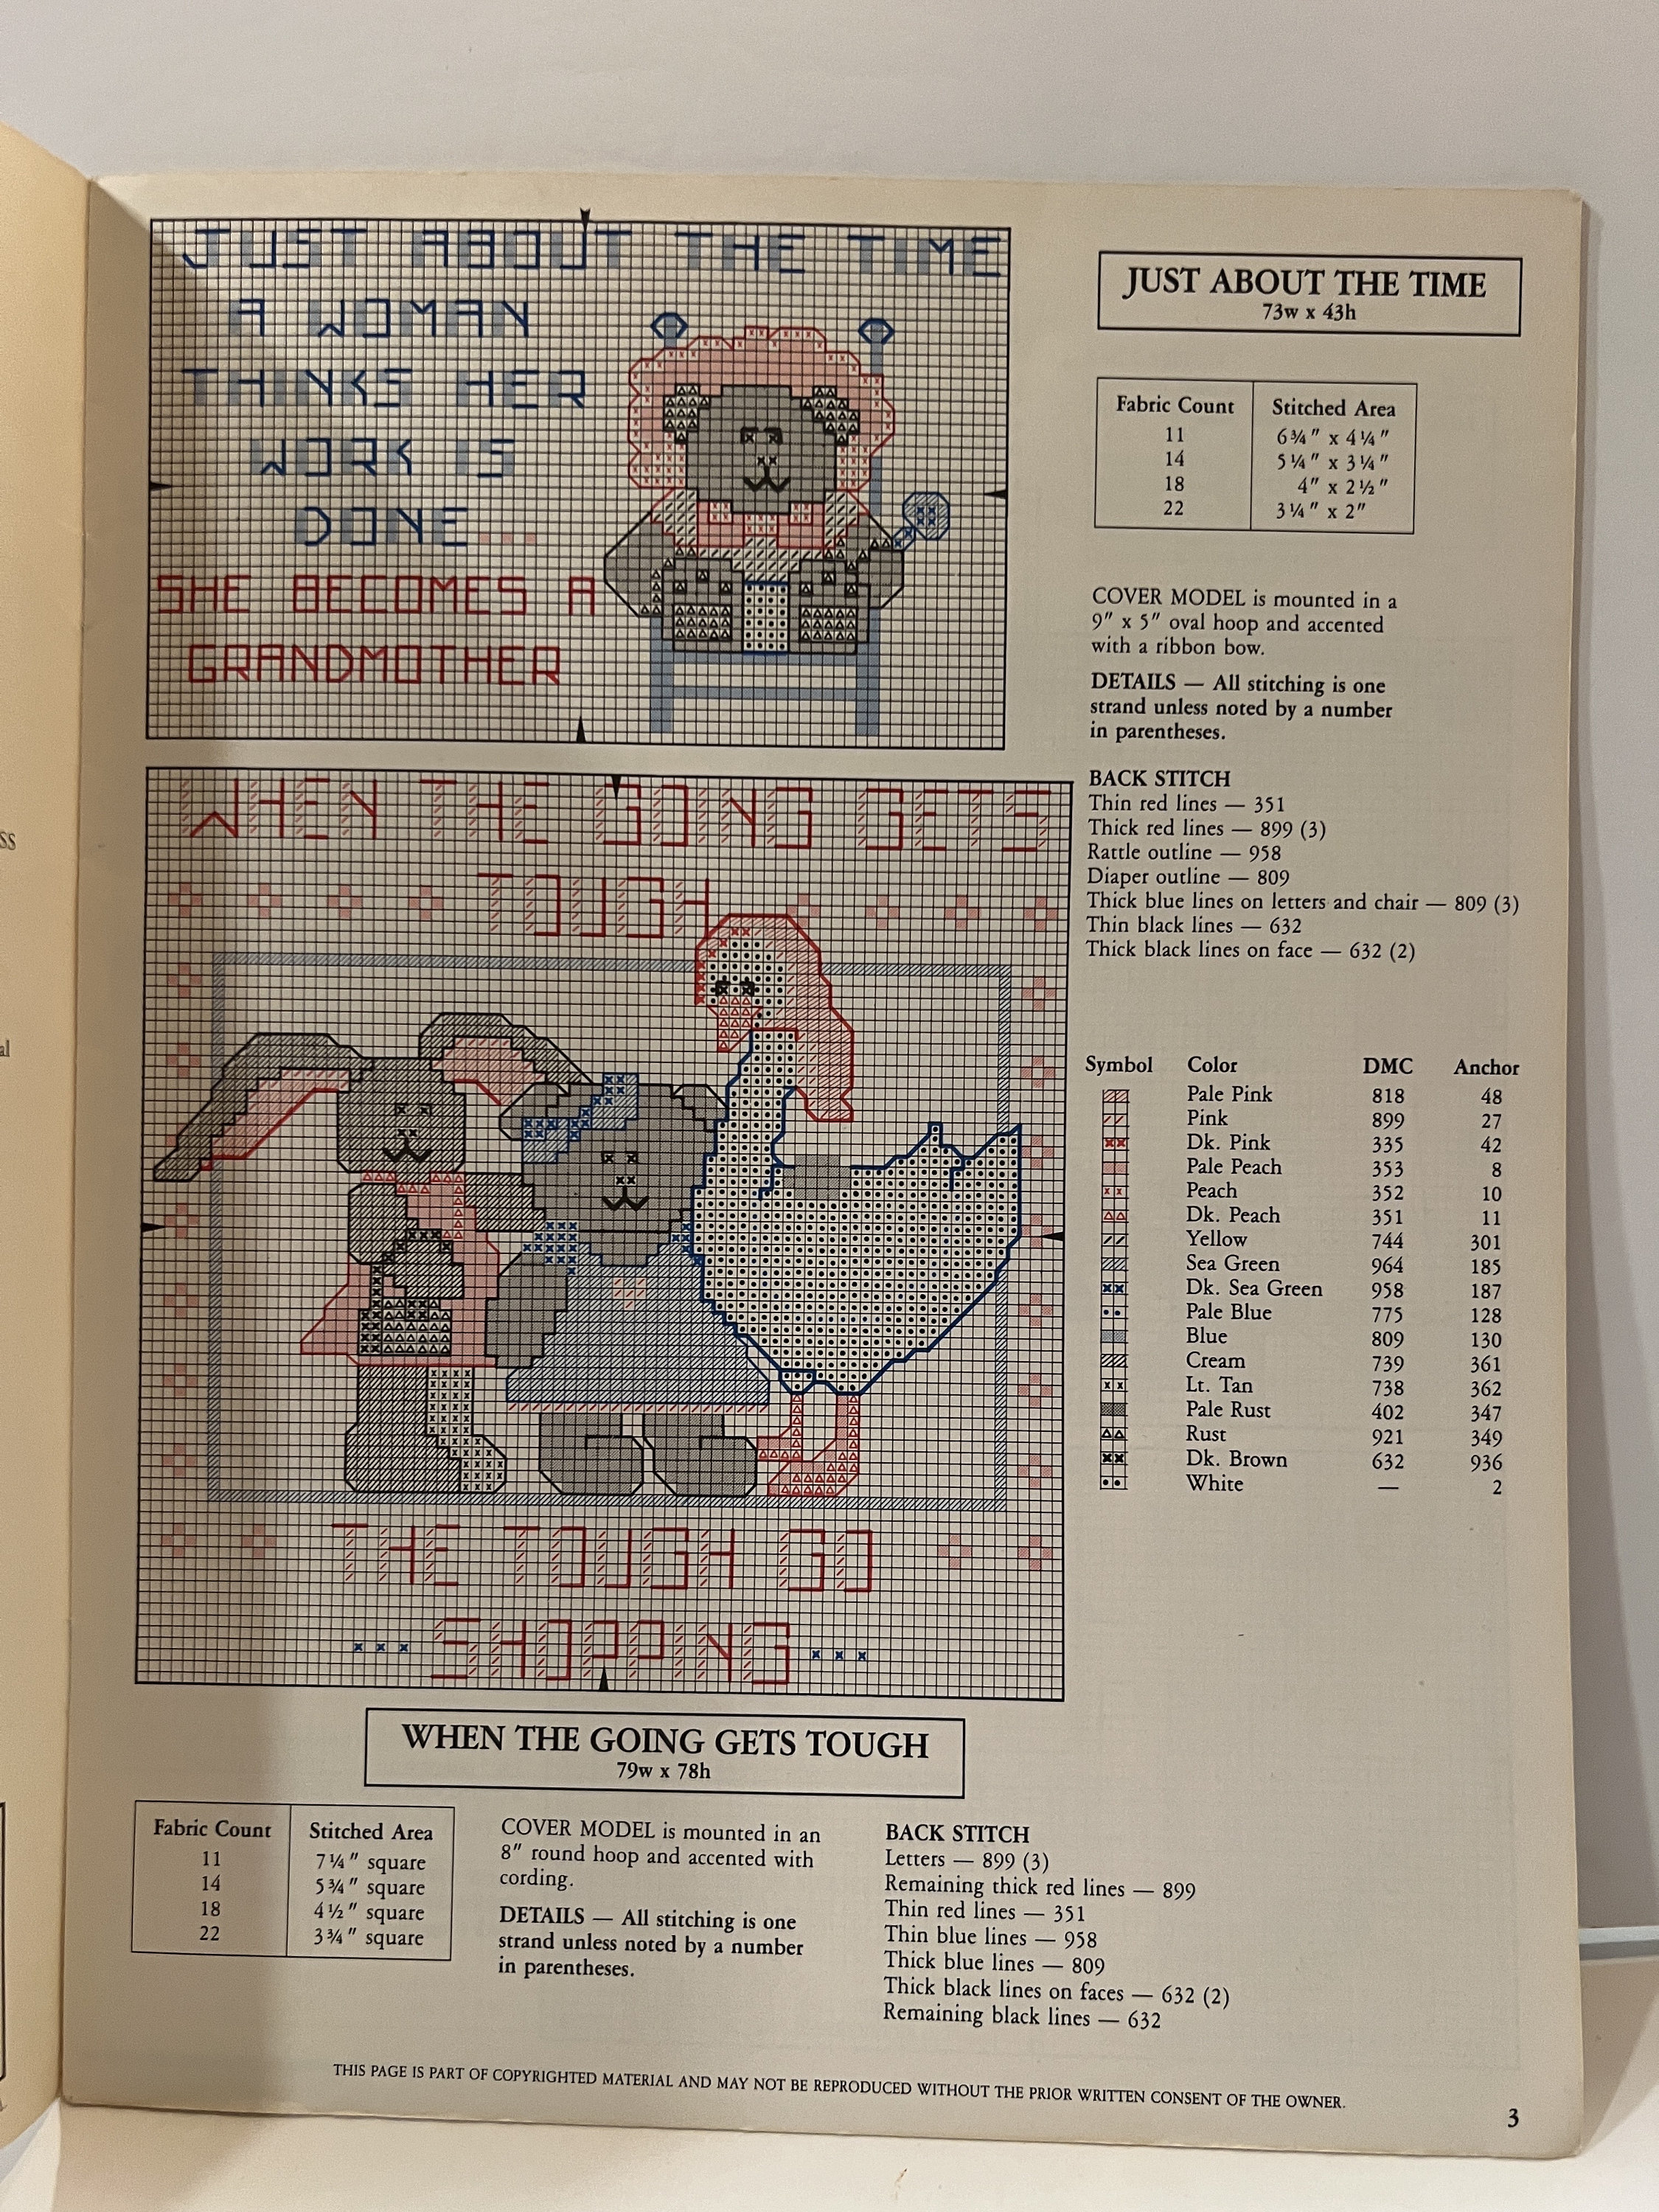 JUST ABOUT THE TIME
A WOMAN
THINKS HER
WORK IS
DONE...
SHE BECOMES A
GRANDMOTHER
JUST ABOUT THE TIME
73w x 43h
Fabric Count Stitched Area
11 6¾" x 4¼"
14 5¼" x 3¼"
18 4" x 2½"
22 3¼" x 2"
COVER MODEL is mounted in a
9" x 5" oval hoop and accented
with a ribbon bow.
DETAILS — All stitching is one
strand unless noted by a number
in parentheses.
BACK STITCH
Thin red lines — 351
Thick red lines — 899 (3)
Rattle outline — 958
Diaper outline — 809
Thick blue lines on letters and chair — 809 (3)
Thin black lines — 632
Thick black lines on face — 632 (2)
Symbol Color DMC Anchor
Pale Pink 818 48
Pink 899 27
Dk. Pink 335 42
Pale Peach 353 8
Peach 352 10
Dk. Peach 351 11
Yellow 744 301
Sea Green 964 185
Dk. Sea Green 958 187
Pale Blue 775 128
Blue 809 130
Cream 739 361
Lt. Tan 738 362
Pale Rust 402 347
Rust 921 349
Dk. Brown 632 936
White — 2
WHEN THE GOING GETS
TOUGH
THE TOUGH GO
...SHOPPING...
WHEN THE GOING GETS TOUGH
79w x 78h
Fabric Count Stitched Area
11 7¼" square
14 5¾" square
18 4½" square
22 3¾" square
COVER MODEL is mounted in an
8" round hoop and accented with
cording.
DETAILS — All stitching is one
strand unless noted by a number
in parentheses.
BACK STITCH
Letters — 899 (3)
Remaining thick red lines — 899
Thin red lines — 351
Thin blue lines — 958
Thick blue lines — 809
Thick black lines on faces — 632 (2)
Remaining black lines — 632
THIS PAGE IS PART OF COPYRIGHTED MATERIAL AND MAY NOT BE REPRODUCED WITHOUT THE PRIOR WRITTEN CONSENT OF THE OWNER.
3